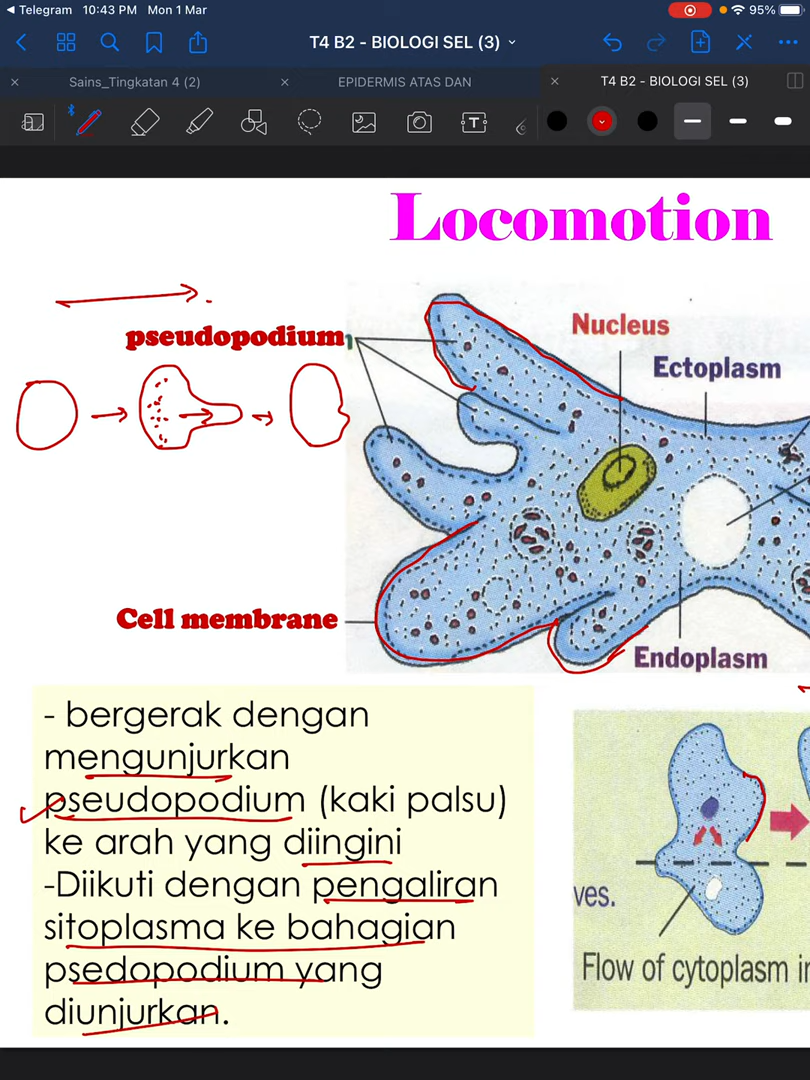 Telegram 10:43 PM Mon 1 Mar 95%
T4 B2 - BIOLOGI SEL (3)
Sains_Tingkatan 4 (2)
EPIDERMIS ATAS DAN
T4 B2 - BIOLOGI SEL (3)
Locomotion
Nucleus
pseudopodium
Ectoplasm
Cell membrane
Endoplasm
- bergerak dengan
mengunjurkan
pseudopodium (kaki palsu)
ke arah yang diingini
-Diikuti dengan pengaliran
sitoplasma ke bahagian
psedopodium yang
diunjurkan.
ves.
Flow of cytoplasm in